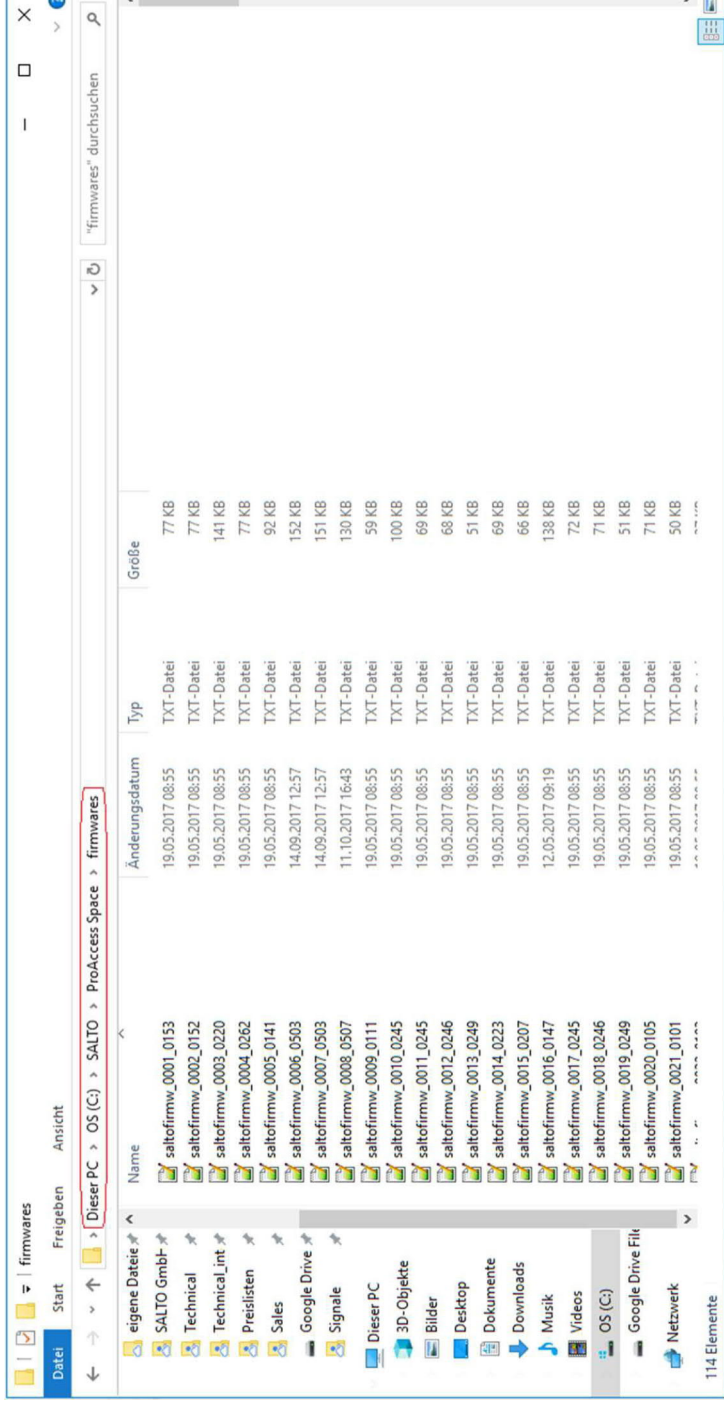 firmwares
Datei Start Freigeben Ansicht
Dieser PC > OS (C:) > SALTO > ProAccess Space > firmwares
"firmwares" durchsuchen
eigene Dateie
SALTO GmbH
Technical
Technical_int
Preislisten
Sales
Google Drive
Signale
Dieser PC
3D-Objekte
Bilder
Desktop
Dokumente
Downloads
Musik
Videos
OS (C:)
Google Drive File
Netzwerk
Name Änderungsdatum Typ Größe
saltofirmw_0001_0153 19.05.2017 08:55 TXT-Datei 77 KB
saltofirmw_0002_0152 19.05.2017 08:55 TXT-Datei 77 KB
saltofirmw_0003_0220 19.05.2017 08:55 TXT-Datei 141 KB
saltofirmw_0004_0262 19.05.2017 08:55 TXT-Datei 77 KB
saltofirmw_0005_0141 19.05.2017 08:55 TXT-Datei 92 KB
saltofirmw_0006_0503 14.09.2017 12:57 TXT-Datei 152 KB
saltofirmw_0007_0503 14.09.2017 12:57 TXT-Datei 151 KB
saltofirmw_0008_0507 11.10.2017 16:43 TXT-Datei 130 KB
saltofirmw_0009_0111 19.05.2017 08:55 TXT-Datei 59 KB
saltofirmw_0010_0245 19.05.2017 08:55 TXT-Datei 100 KB
saltofirmw_0011_0245 19.05.2017 08:55 TXT-Datei 69 KB
saltofirmw_0012_0246 19.05.2017 08:55 TXT-Datei 68 KB
saltofirmw_0013_0249 19.05.2017 08:55 TXT-Datei 51 KB
saltofirmw_0014_0223 19.05.2017 08:55 TXT-Datei 69 KB
saltofirmw_0015_0207 19.05.2017 08:55 TXT-Datei 66 KB
saltofirmw_0016_0147 12.05.2017 09:19 TXT-Datei 138 KB
saltofirmw_0017_0245 19.05.2017 08:55 TXT-Datei 72 KB
saltofirmw_0018_0246 19.05.2017 08:55 TXT-Datei 71 KB
saltofirmw_0019_0249 19.05.2017 08:55 TXT-Datei 51 KB
saltofirmw_0020_0105 19.05.2017 08:55 TXT-Datei 71 KB
saltofirmw_0021_0101 19.05.2017 08:55 TXT-Datei 50 KB
114 Elemente